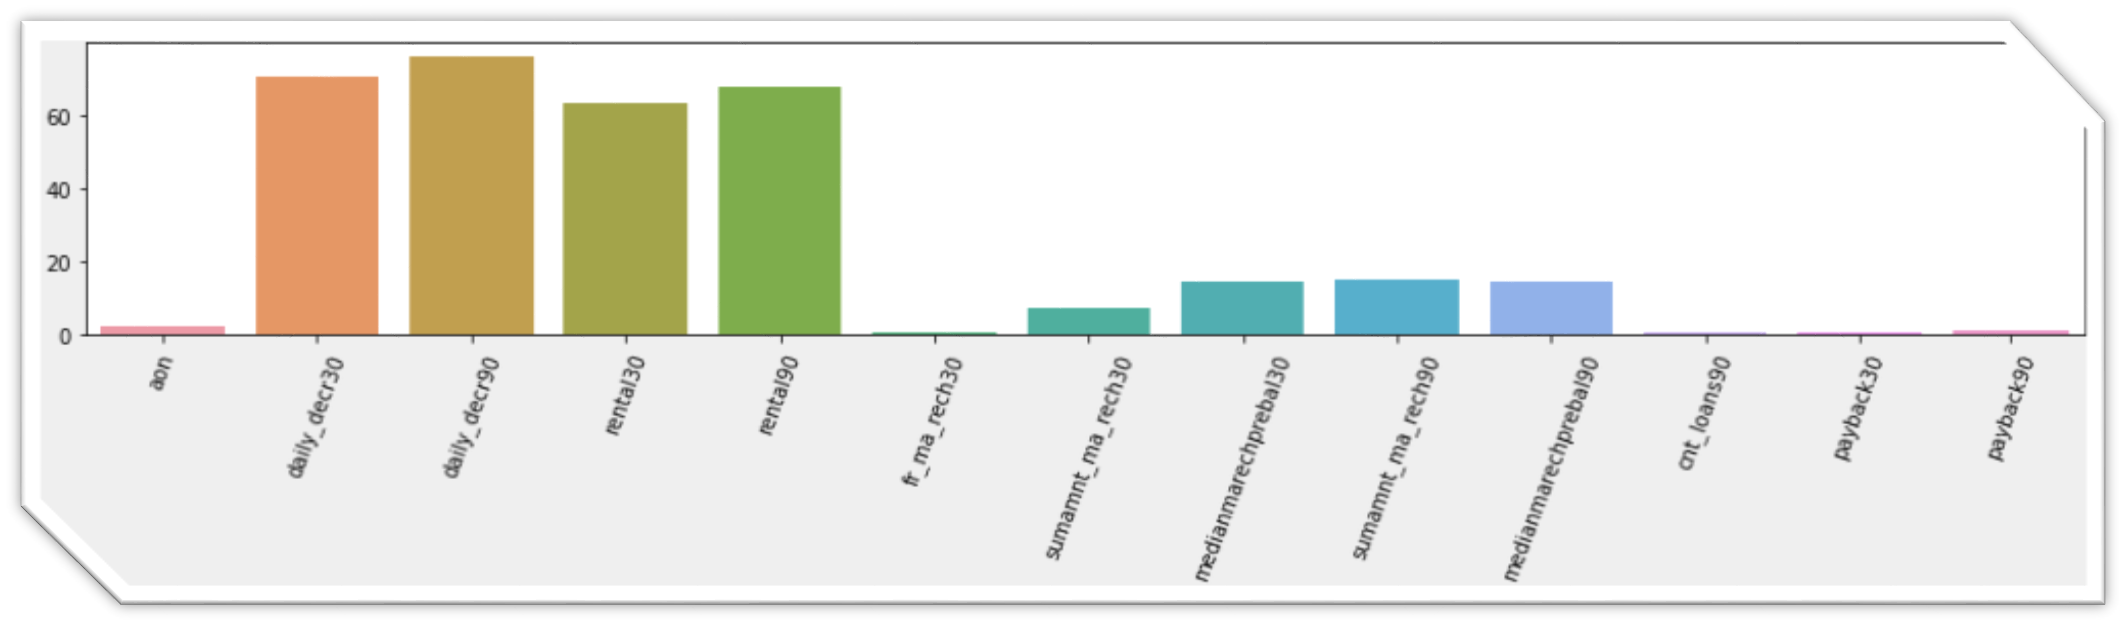 60
40
20
0
aon
daily_decr30
daily_decr90
rental30
rental90
fr_ma_rech30
sumamnt_ma_rech30
medianmarechprebal30
sumamnt_ma_rech90
medianmarechprebal90
cnt_loans90
payback30
payback90